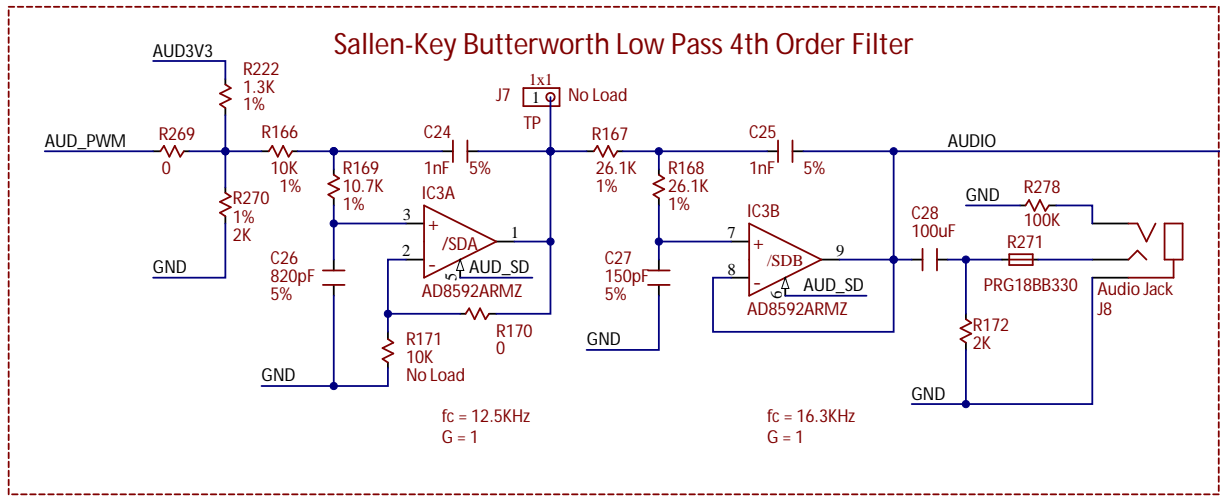 Sallen-Key Butterworth Low Pass 4th Order Filter
AUD3V3
R222
1.3K
1%
AUD_PWM
R269
0
R166
10K
1%
R270
1%
2K
GND
R169
10.7K
1%
C24
1nF
5%
1x1
J7
1
No Load
TP
IC3A
3
+
/SDA
1
2
-
5
AUD_SD
AD8592ARMZ
C26
820pF
5%
R171
10K
No Load
R170
0
GND
fc = 12.5KHz
G = 1
R167
26.1K
1%
R168
26.1K
1%
C25
1nF
5%
AUDIO
IC3B
7
+
/SDB
9
8
-
6
AUD_SD
AD8592ARMZ
C27
150pF
5%
GND
fc = 16.3KHz
G = 1
C28
100uF
GND
R278
100K
R271
PRG18BB330
Audio Jack
J8
R172
2K
GND